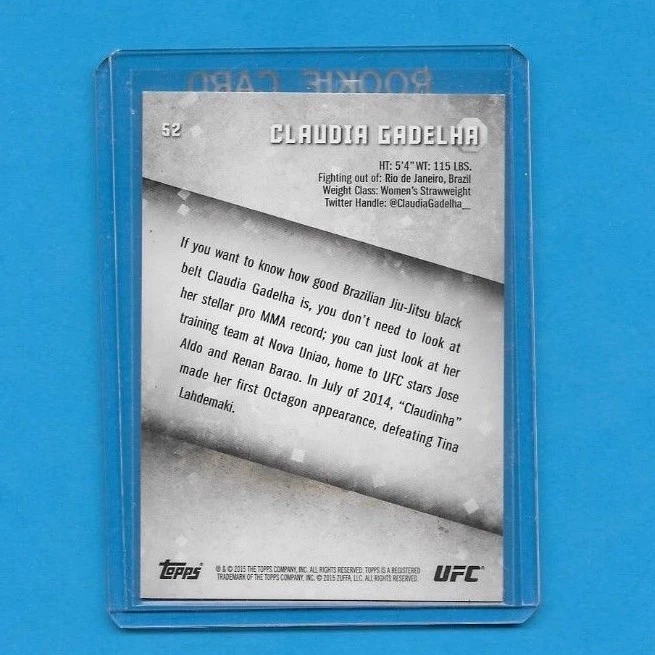 ROOKIE CARD
52
CLAUDIA GADELHA
HT: 5'4" WT: 115 LBS.
Fighting out of: Rio de Janeiro, Brazil
Weight Class: Women's Strawweight
Twitter Handle: @ClaudiaGadelha_
If you want to know how good Brazilian Jiu-Jitsu black
belt Claudia Gadelha is, you don't need to look at
her stellar pro MMA record; you can just look at her
training team at Nova Uniao, home to UFC stars Jose
Aldo and Renan Barao. In July of 2014, "Claudinha"
made her first Octagon appearance, defeating Tina
Lahdemaki.
Topps
® & © 2015 THE TOPPS COMPANY, INC. ALL RIGHTS RESERVED. TOPPS IS A REGISTERED
TRADEMARK OF THE TOPPS COMPANY, INC. © 2015 ZUFFA, LLC. ALL RIGHTS RESERVED.
UFC